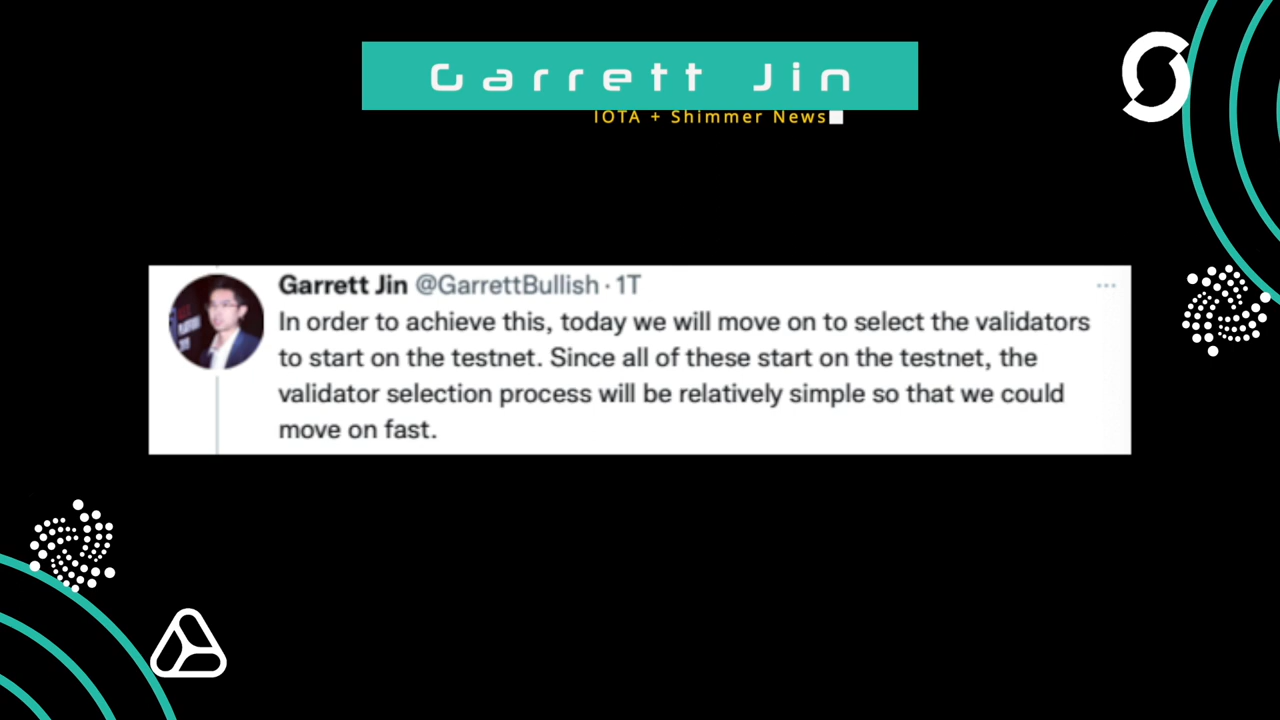 Garrett Jin
IOTA + Shimmer News
Garrett Jin @GarrettBullish · 1T
In order to achieve this, today we will move on to select the validators
to start on the testnet. Since all of these start on the testnet, the
validator selection process will be relatively simple so that we could
move on fast.